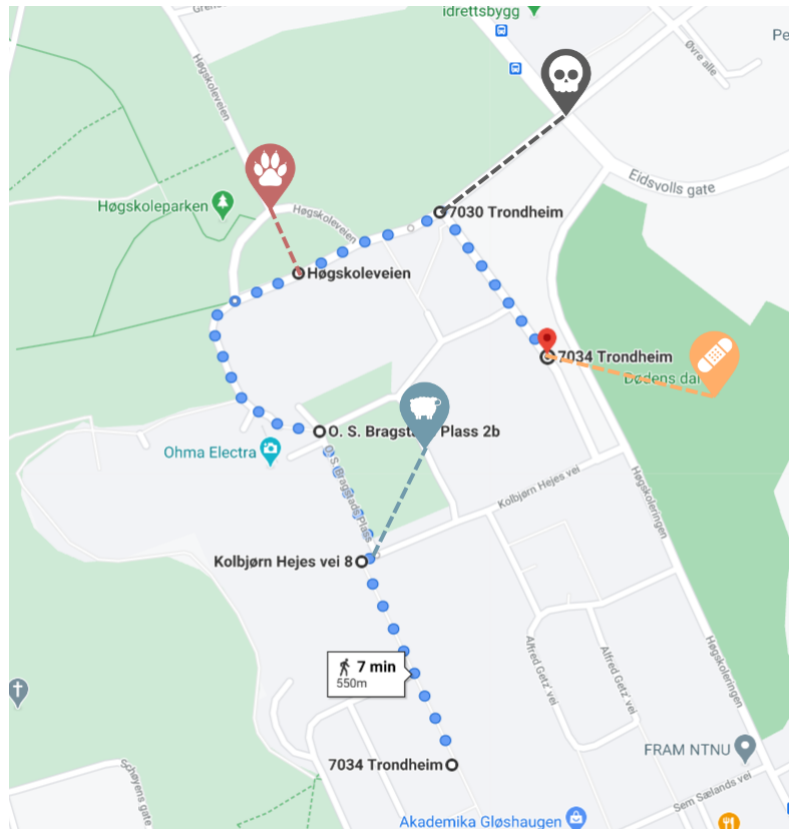 idrettsbygg
Øvre alle
Høgskoleveien
Eidsvolls gate
Høgskoleparken
Høgskoleveien
7030 Trondheim
Høgskoleveien
7034 Trondheim
Dødens dal
O. S. Bragstads Plass 2b
Ohma Electra
O. S. Bragstads Plass
Kolbjørn Hejes vei
Høgskoleringen
Kolbjørn Hejes vei 8
Alfred Getz' vei
Alfred Getz' vei
Høgskoleringen
7 min
550m
FRAM NTNU
7034 Trondheim
Schøyens gate
Sem Sælands vei
Akademika Gløshaugen